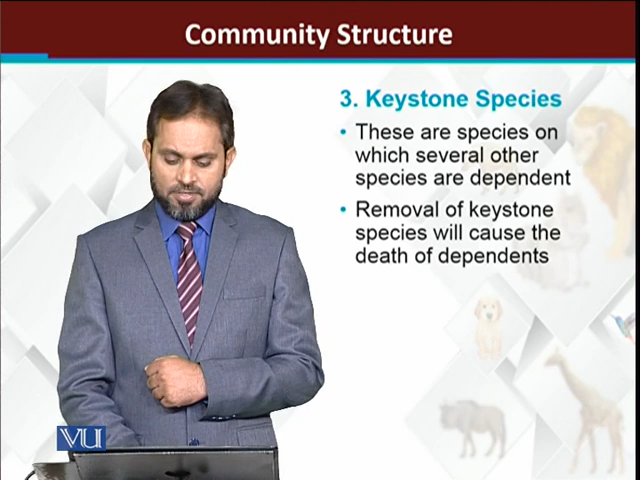 Community Structure
3. Keystone Species
• These are species on
which several other
species are dependent
• Removal of keystone
species will cause the
death of dependents
VU